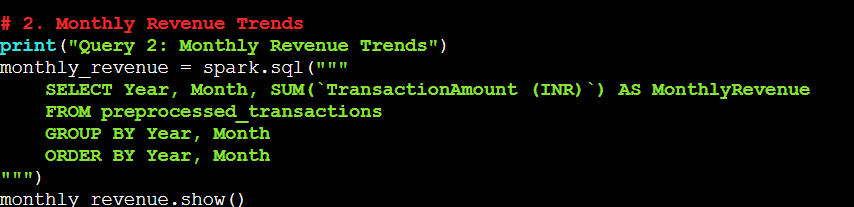 # 2. Monthly Revenue Trends
print("Query 2: Monthly Revenue Trends")
monthly_revenue = spark.sql("""
    SELECT Year, Month, SUM(`TransactionAmount (INR)`) AS MonthlyRevenue
    FROM preprocessed_transactions
    GROUP BY Year, Month
    ORDER BY Year, Month
""")
monthly_revenue.show()